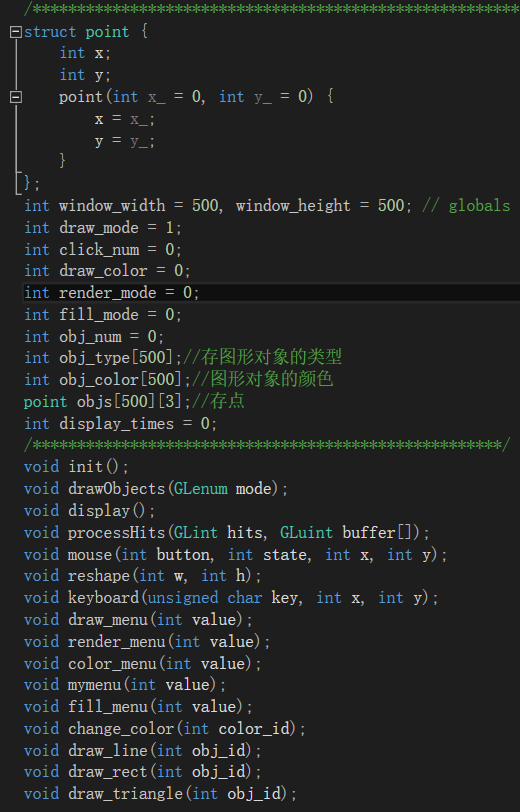 /****************************************************
struct point {
    int x;
    int y;
    point(int x_ = 0, int y_ = 0) {
        x = x_;
        y = y_;
    }
};
int window_width = 500, window_height = 500; // globals
int draw_mode = 1;
int click_num = 0;
int draw_color = 0;
int render_mode = 0;
int fill_mode = 0;
int obj_num = 0;
int obj_type[500];//存图形对象的类型
int obj_color[500];//图形对象的颜色
point objs[500][3];//存点
int display_times = 0;
/****************************************************/
void init();
void drawObjects(GLenum mode);
void display();
void processHits(GLint hits, GLuint buffer[]);
void mouse(int button, int state, int x, int y);
void reshape(int w, int h);
void keyboard(unsigned char key, int x, int y);
void draw_menu(int value);
void render_menu(int value);
void color_menu(int value);
void mymenu(int value);
void fill_menu(int value);
void change_color(int color_id);
void draw_line(int obj_id);
void draw_rect(int obj_id);
void draw_triangle(int obj_id);